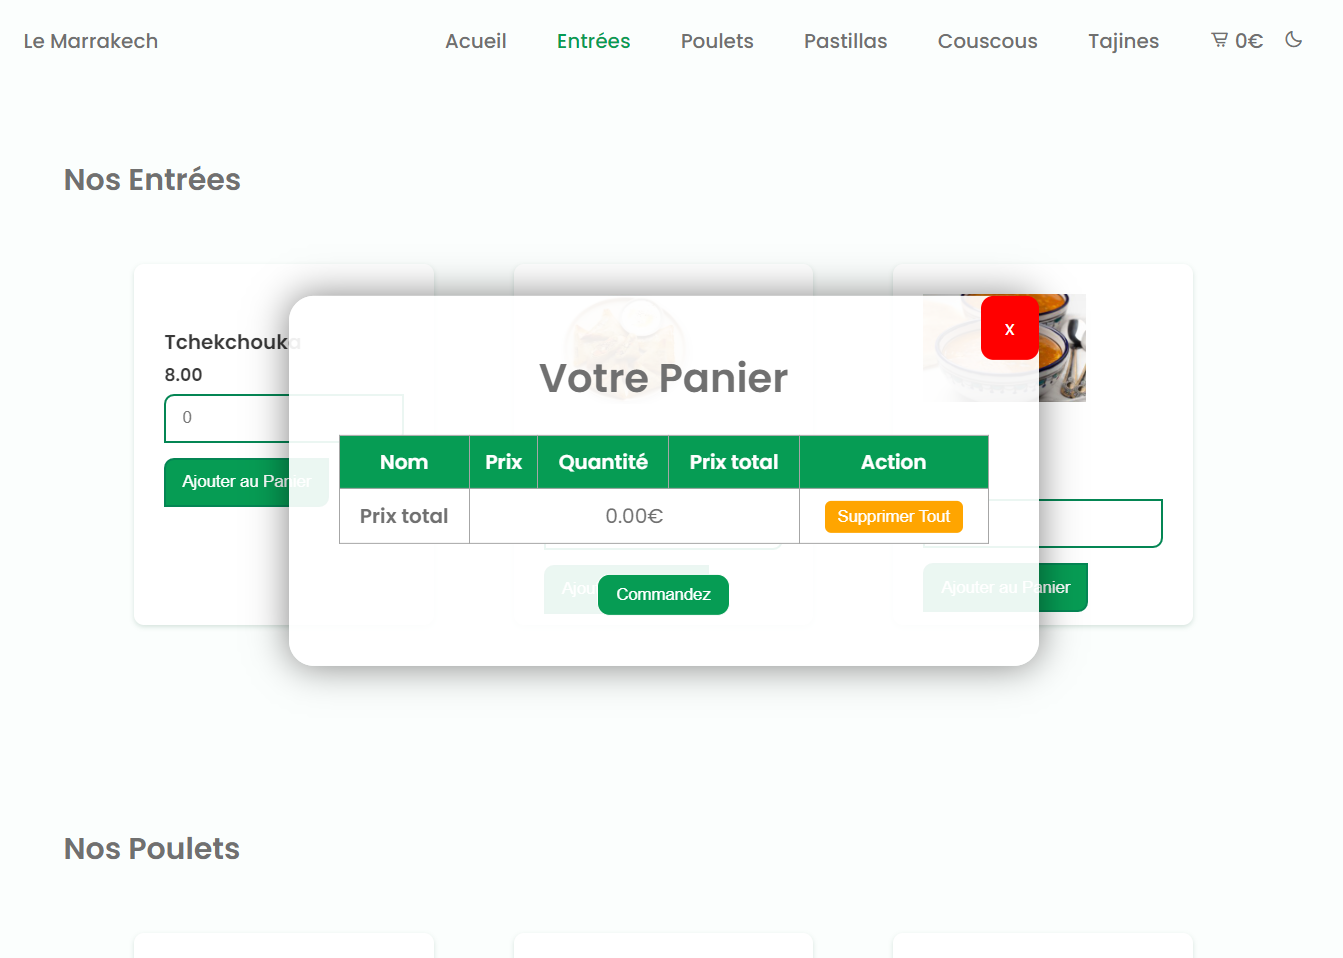 Le Marrakech
Acueil
Entrées
Poulets
Pastillas
Couscous
Tajines
0€
Nos Entrées
Tchekchouka
8.00
0
Ajouter au Panier
X
Votre Panier
Nom Prix Quantité Prix total Action
Prix total 0.00€ Supprimer Tout
Commandez
Ajou
Ajouter au Panier
Nos Poulets